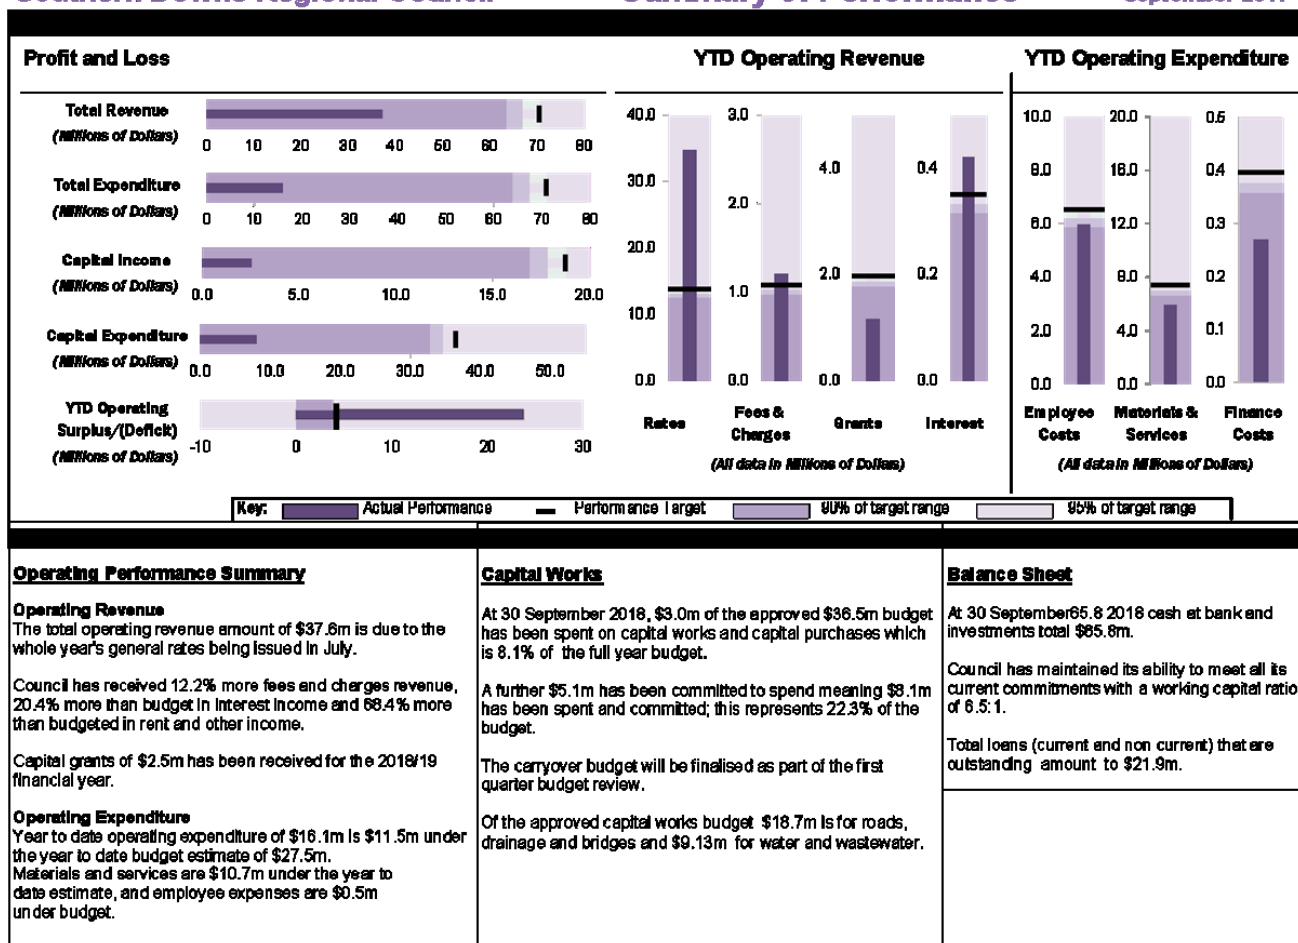 Southern Downs Regional Council
Summary of Performance
September 2017
Profit and Loss
YTD Operating Revenue
YTD Operating Expenditure
Total Revenue
(Millions of Dollars)
0 10 20 30 40 50 60 70 80
Total Expenditure
(Millions of Dollars)
0 10 20 30 40 50 60 70 80
Capital Income
(Millions of Dollars)
0.0 5.0 10.0 15.0 20.0
Capital Expenditure
(Millions of Dollars)
0.0 10.0 20.0 30.0 40.0 50.0
YTD Operating
Surplus/(Deficit)
(Millions of Dollars)
-10 0 10 20 30
40.0
30.0
20.0
10.0
0.0
Rates
3.0
2.0
1.0
0.0
Fees &
Charges
4.0
2.0
0.0
Grants
0.4
0.2
0.0
Interest
(All data in Millions of Dollars)
10.0
8.0
6.0
4.0
2.0
0.0
Employee
Costs
20.0
16.0
12.0
8.0
4.0
0.0
Materials &
Services
0.5
0.4
0.3
0.2
0.1
0.0
Finance
Costs
(All data in Millions of Dollars)
Key: Actual Performance Performance Target 90% of target range 95% of target range
Operating Performance Summary
Operating Revenue
The total operating revenue amount of $37.6m is due to the
whole year's general rates being issued in July.
Council has received 12.2% more fees and charges revenue,
20.4% more than budget in interest income and 68.4% more
than budgeted in rent and other income.
Capital grants of $2.5m has been received for the 2018/19
financial year.
Operating Expenditure
Year to date operating expenditure of $16.1m is $11.5m under
the year to date budget estimate of $27.5m.
Materials and services are $10.7m under the year to
date estimate, and employee expenses are $0.5m
under budget.
Capital Works
At 30 September 2018, $3.0m of the approved $36.5m budget
has been spent on capital works and capital purchases which
is 8.1% of the full year budget.
A further $5.1m has been committed to spend meaning $8.1m
has been spent and committed; this represents 22.3% of the
budget.
The carryover budget will be finalised as part of the first
quarter budget review.
Of the approved capital works budget $18.7m is for roads,
drainage and bridges and $9.13m for water and wastewater.
Balance Sheet
At 30 September65.8 2018 cash at bank and
investments total $65.8m.
Council has maintained its ability to meet all its
current commitments with a working capital ratio
of 6.5:1.
Total loans (current and non current) that are
outstanding amount to $21.9m.